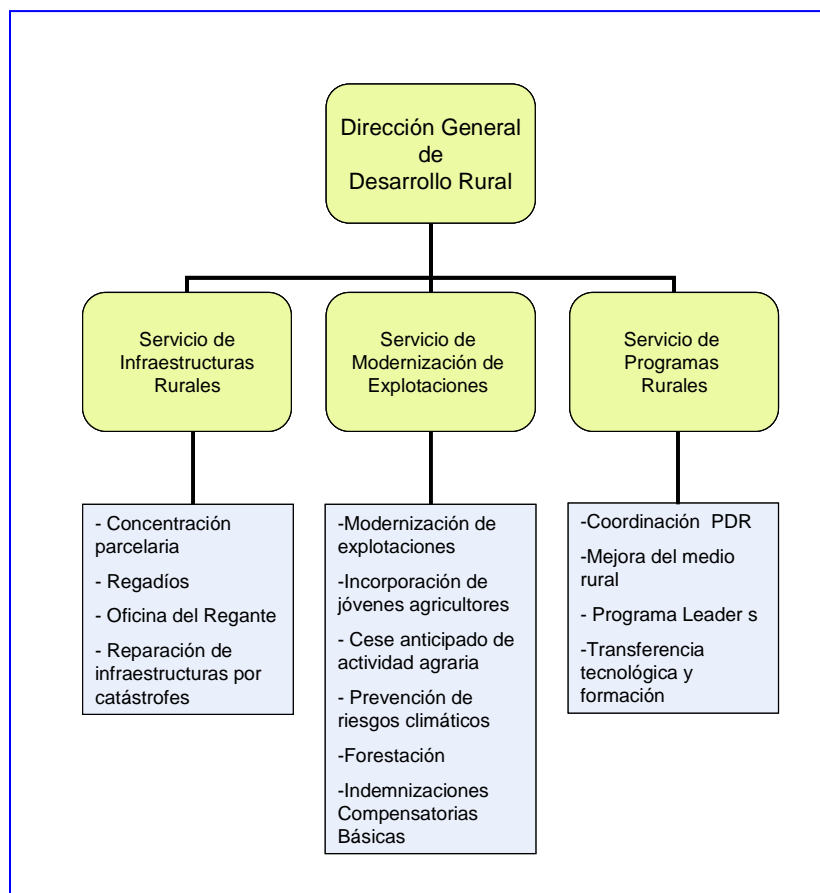 Dirección General
de
Desarrollo Rural
Servicio de
Infraestructuras
Rurales
Servicio de
Modernización de
Explotaciones
Servicio de
Programas
Rurales
- Concentración
parcelaria
- Regadíos
- Oficina del Regante
- Reparación de
infraestructuras por
catástrofes
-Modernización de
explotaciones
-Incorporación de
jóvenes agricultores
- Cese anticipado de
actividad agraria
- Prevención de
riesgos climáticos
-Forestación
-Indemnizaciones
Compensatorias
Básicas
-Coordinación PDR
-Mejora del medio
rural
- Programa Leader s
-Transferencia
tecnológica y
formación